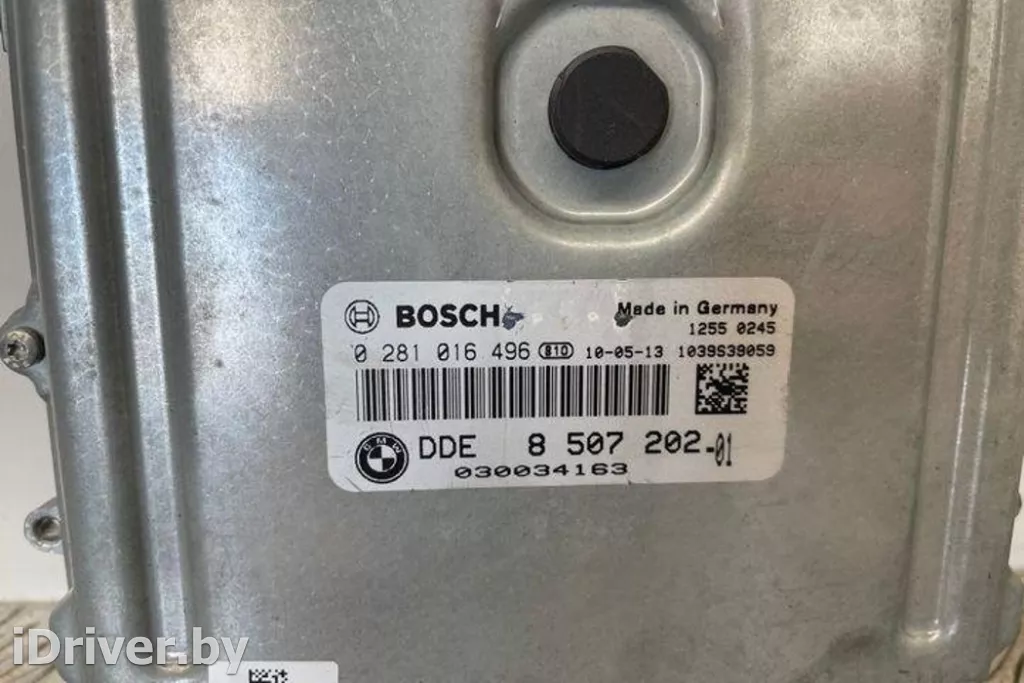 BOSCH
Made in Germany
1255 0245
0 281 016 496 810 10-05-13 1039S39059
BMW DDE 8 507 202-01
030034163
iDriver.by